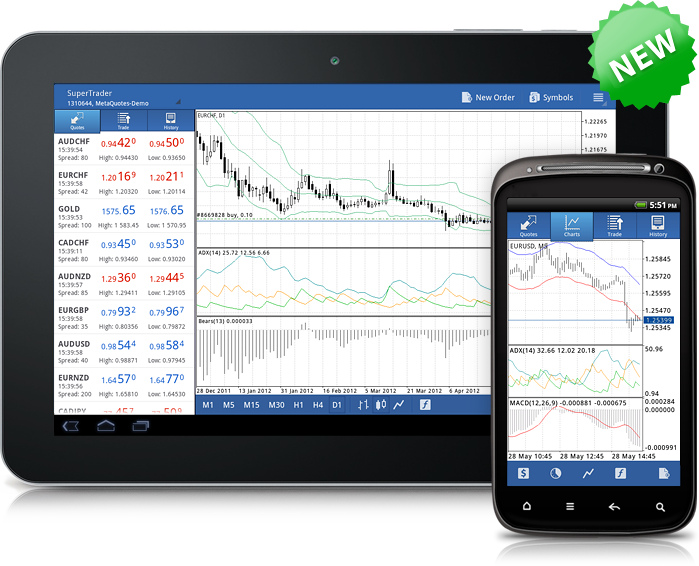 NEW
SuperTrader
1310644, MetaQuotes-Demo
New Order
Symbols
Quotes
Trade
History
AUDCHF
15:39:54
Spread: 80
0.94420
0.94500
High: 0.94430
Low: 0.93650
EURCHF
15:39:58
Spread: 42
1.20169
1.20211
High: 1.20320
Low: 1.20114
GOLD
15:39:53
Spread: 100
1575.65
1576.65
High: 1 583.45
Low: 1 570.95
CADCHF
15:39:11
Spread: 80
0.93450
0.93530
High: 0.93460
Low: 0.93020
AUDNZD
15:39:57
Spread: 85
1.29360
1.29445
High: 1.29411
Low: 1.29105
EURGBP
15:39:58
Spread: 35
0.79932
0.79967
High: 0.80356
Low: 0.79872
AUDUSD
15:39:58
Spread: 40
0.98544
0.98584
High: 0.98871
Low: 0.97945
EURNZD
15:39:56
Spread: 200
1.64570
1.64770
High: 1.65810
Low: 1.64530
EURCHF, D1
#8669828 buy, 0.10
1.22265
1.21970
1.21675
1.21380
ADX(14) 25.72 12.56 6.66
Bears(13) 0.000033
28 Dec 2011
13 Jan 2012
31 Jan 2012
16 Feb 2012
5 Mar 2012
21 Mar 2012
6 Apr 2012
M1
M5
M15
M30
H1
H4
D1
5:51 PM
Quotes
Charts
Trade
History
EURUSD, M5
1.25845
1.25720
1.25595
1.25470
1.25399
1.25345
ADX(14) 32.66 12.02 20.18
50.96
0.94
MACD(12,26,9) -0.000881 -0.000675
0.000284
0.000000
-0.000991
28 May 10:45
28 May 12:45
28 May 14:45